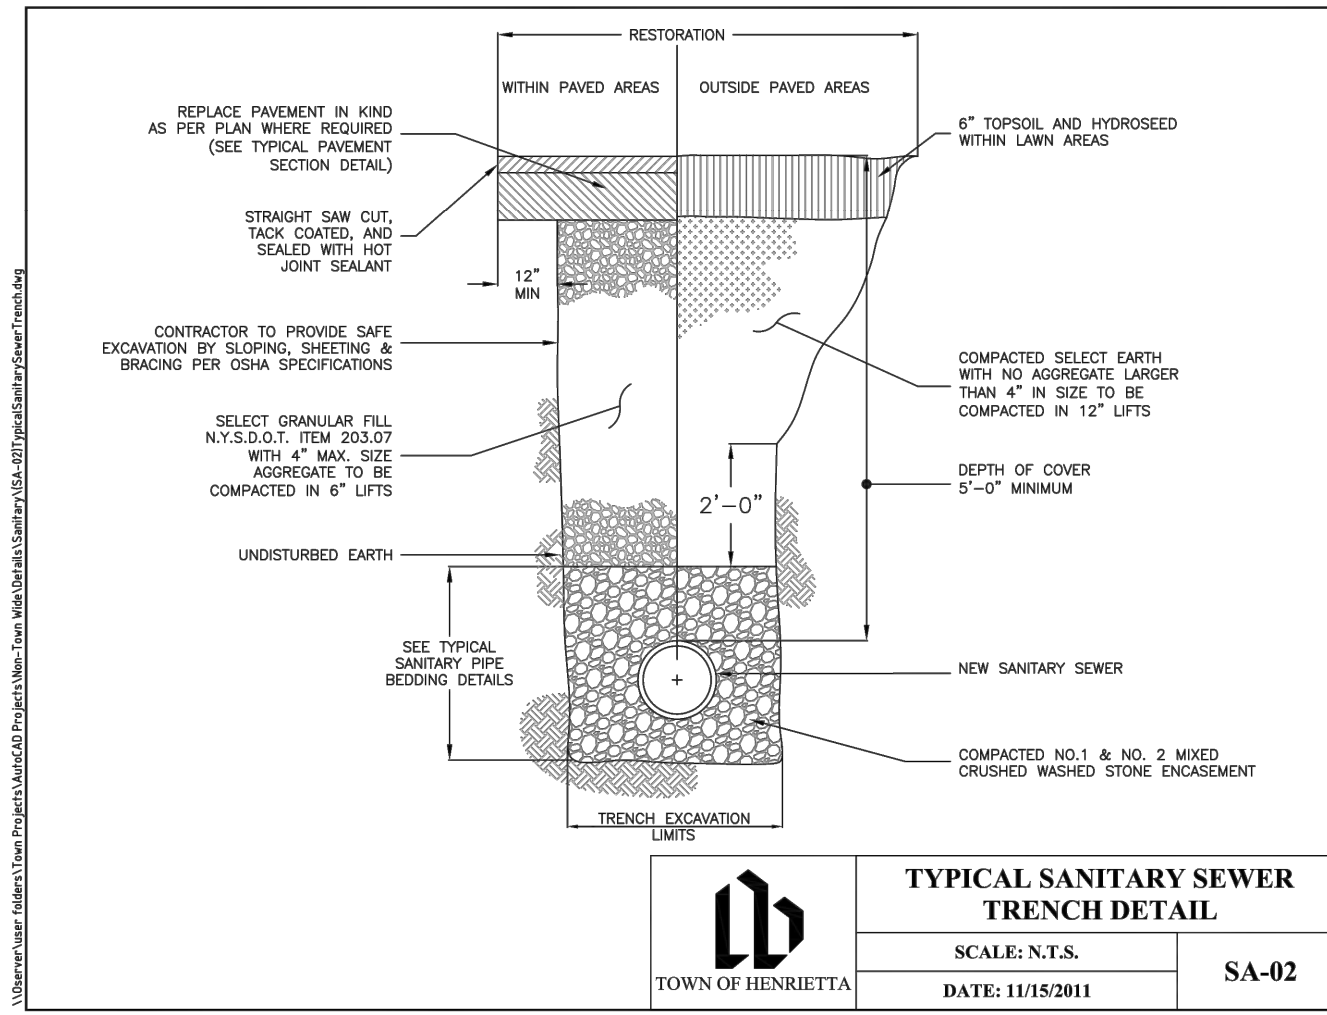 RESTORATION
WITHIN PAVED AREAS
OUTSIDE PAVED AREAS
REPLACE PAVEMENT IN KIND
AS PER PLAN WHERE REQUIRED
(SEE TYPICAL PAVEMENT
SECTION DETAIL)
6” TOPSOIL AND HYDROSEED
WITHIN LAWN AREAS
STRAIGHT SAW CUT,
TACK COATED, AND
SEALED WITH HOT
JOINT SEALANT
12”
MIN
CONTRACTOR TO PROVIDE SAFE
EXCAVATION BY SLOPING, SHEETING &
BRACING PER OSHA SPECIFICATIONS
COMPACTED SELECT EARTH
WITH NO AGGREGATE LARGER
THAN 4” IN SIZE TO BE
COMPACTED IN 12” LIFTS
SELECT GRANULAR FILL
N.Y.S.D.O.T. ITEM 203.07
WITH 4” MAX. SIZE
AGGREGATE TO BE
COMPACTED IN 6” LIFTS
DEPTH OF COVER
5’-0” MINIMUM
2’-0”
UNDISTURBED EARTH
SEE TYPICAL
SANITARY PIPE
BEDDING DETAILS
NEW SANITARY SEWER
COMPACTED NO.1 & NO. 2 MIXED
CRUSHED WASHED STONE ENCASEMENT
TRENCH EXCAVATION
LIMITS
TOWN OF HENRIETTA
TYPICAL SANITARY SEWER
TRENCH DETAIL
SCALE: N.T.S.
DATE: 11/15/2011
SA-02
\\Oserver\user folders\Town Projects\AutoCAD Projects\Non-Town Wide\Details\Sanitary\(SA-02)TypicalSanitarySewerTrench.dwg